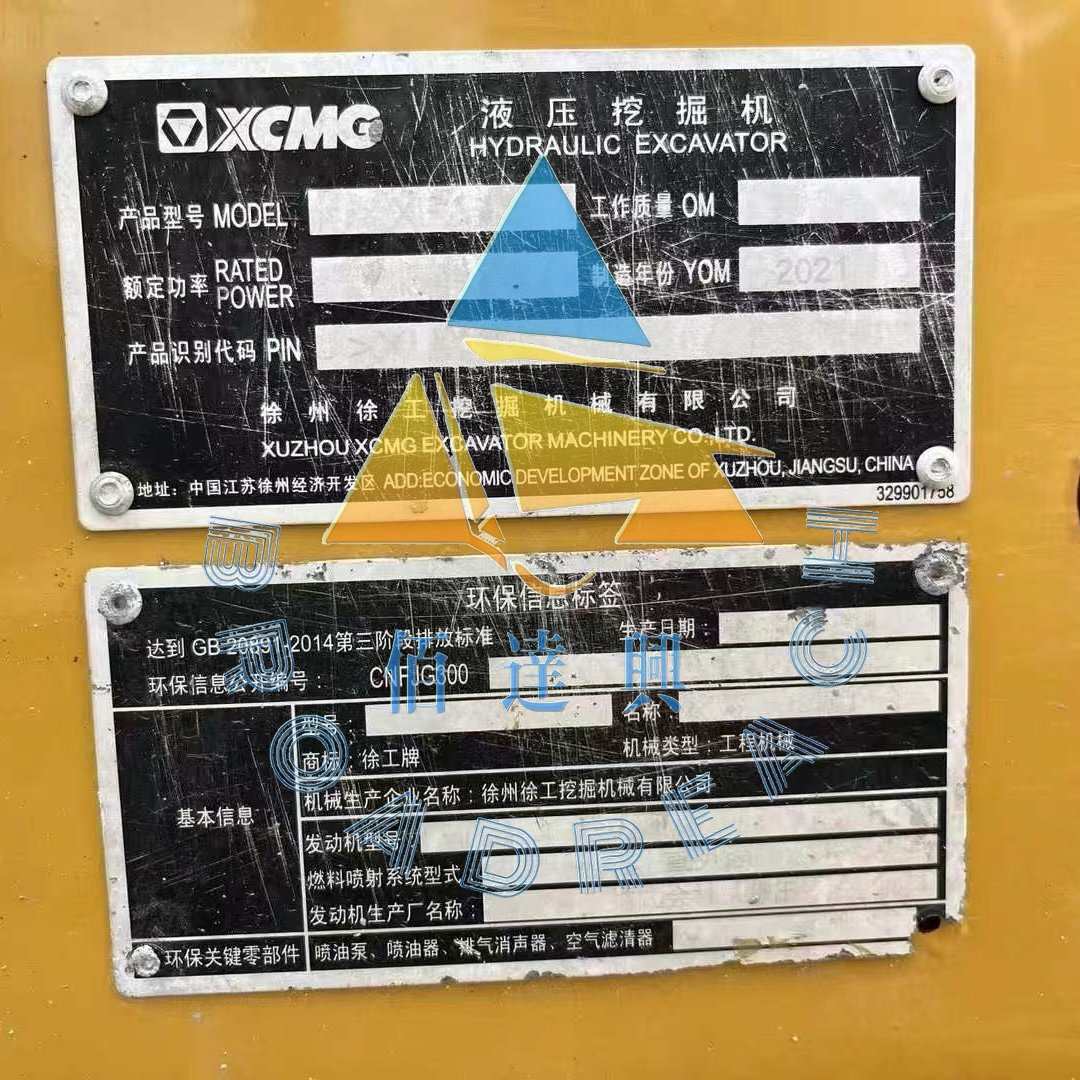 XCMG
液压挖掘机
HYDRAULIC EXCAVATOR
产品型号 MODEL
工作质量 OM
额定功率 RATED POWER
造年份 YOM 2021
产品识别代码 PIN
徐州徐工挖掘机械有限公司
XUZHOU XCMG EXCAVATOR MACHINERY CO.,LTD.
地址：中国江苏徐州经济开发区 ADD:ECONOMIC DEVELOPMENT ZONE OF XUZHOU, JIANGSU, CHINA
329901758
环保信息标签
达到 GB 20891-2014第三阶段排放标准
生产日期：
环保信息公开编号： CNFJG300
型号：
名称：
商标：徐工牌
机械类型：工程机械
基本信息
机械生产企业名称：徐州徐工挖掘机械有限公司
发动机型号
燃料喷射系统型式
发动机生产厂名称：
环保关键零部件
喷油泵、喷油器、排气消声器、空气滤清器
伯達興
BROADREACH